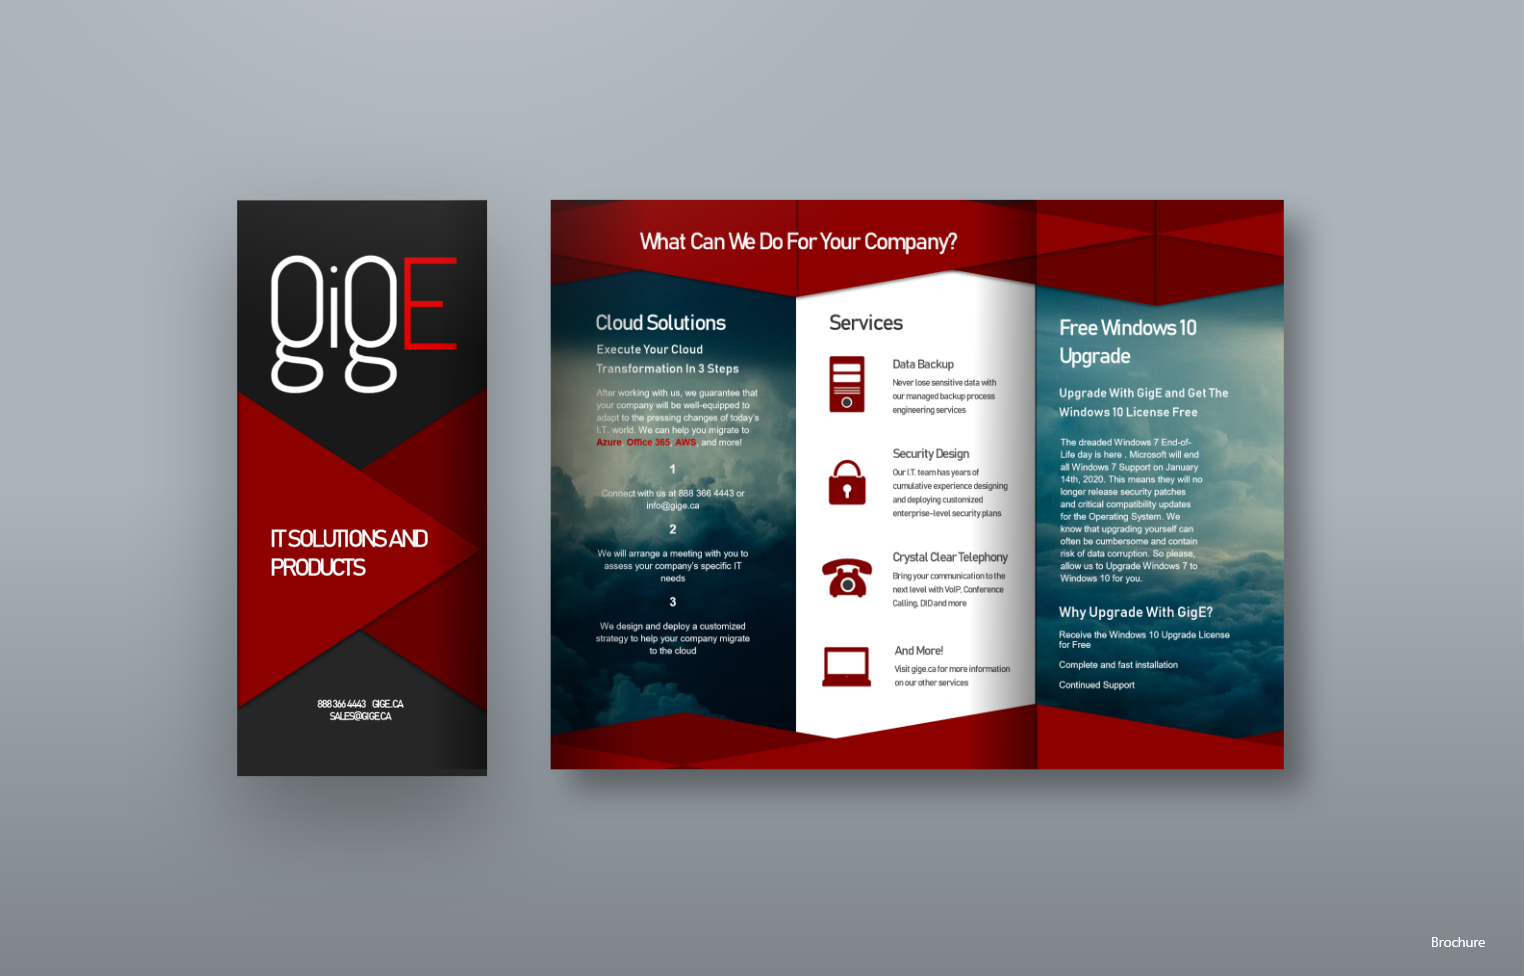 gigE
IT SOLUTIONS AND
PRODUCTS
888 366 4443 GIGE.CA
SALES@GIGE.CA
What Can We Do For Your Company?
Cloud Solutions
Execute Your Cloud
Transformation In 3 Steps
After working with us, we guarantee that
your company will be well-equipped to
adapt to the pressing changes of today's
I.T. world. We can help you migrate to
Azure, Office 365, AWS, and more!
1
Connect with us at 888 366 4443 or
info@gige.ca
2
We will arrange a meeting with you to
assess your company's specific IT
needs
3
We design and deploy a customized
strategy to help your company migrate
to the cloud
Services
Data Backup
Never lose sensitive data with
our managed backup process
engineering services
Security Design
Our I.T. team has years of
cumulative experience designing
and deploying customized
enterprise-level security plans
Crystal Clear Telephony
Bring your communication to the
next level with VoIP, Conference
Calling, DID and more
And More!
Visit gige.ca for more information
on our other services
Free Windows 10
Upgrade
Upgrade With GigE and Get The
Windows 10 License Free
The dreaded Windows 7 End-of-
Life day is here . Microsoft will end
all Windows 7 Support on January
14th, 2020. This means they will no
longer release security patches
and critical compatibility updates
for the Operating System. We
know that upgrading yourself can
often be cumbersome and contain
risk of data corruption. So please,
allow us to Upgrade Windows 7 to
Windows 10 for you.
Why Upgrade With GigE?
Receive the Windows 10 Upgrade License
for Free
Complete and fast installation
Continued Support
Brochure